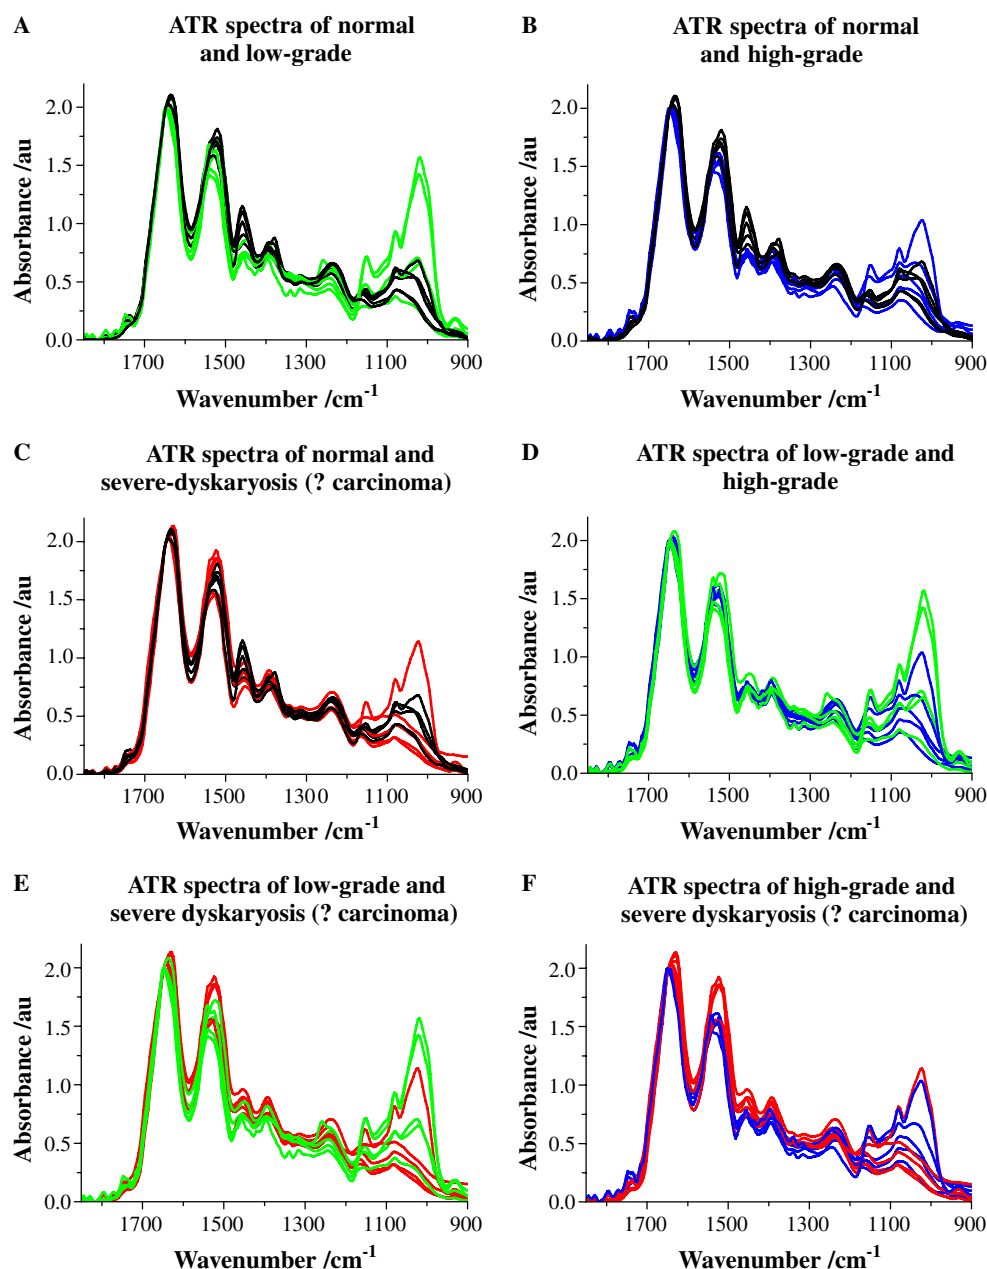 A
ATR spectra of normal
and low-grade
Absorbance /au
2.0
1.5
1.0
0.5
0.0
1700 1500 1300 1100 900
Wavenumber /cm-1
B
ATR spectra of normal
and high-grade
Absorbance /au
2.0
1.5
1.0
0.5
0.0
1700 1500 1300 1100 900
Wavenumber /cm-1
C
ATR spectra of normal and
severe-dyskaryosis (? carcinoma)
Absorbance /au
2.0
1.5
1.0
0.5
0.0
1700 1500 1300 1100 900
Wavenumber /cm-1
D
ATR spectra of low-grade and
high-grade
Absorbance /au
2.0
1.5
1.0
0.5
0.0
1700 1500 1300 1100 900
Wavenumber /cm-1
E
ATR spectra of low-grade and
severe dyskaryosis (? carcinoma)
Absorbance /au
2.0
1.5
1.0
0.5
0.0
1700 1500 1300 1100 900
Wavenumber /cm-1
F
ATR spectra of high-grade and
severe dyskaryosis (? carcinoma)
Absorbance /au
2.0
1.5
1.0
0.5
0.0
1700 1500 1300 1100 900
Wavenumber /cm-1